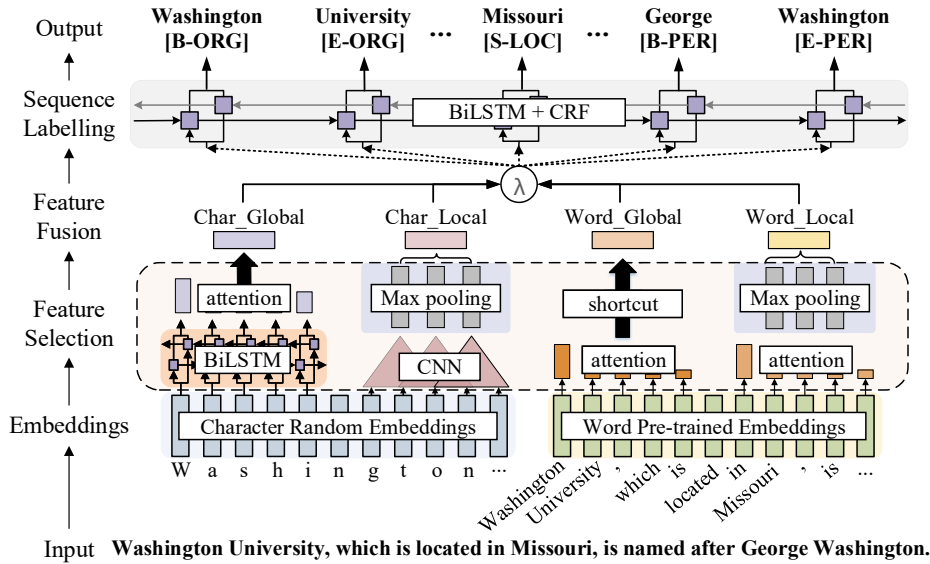 Output
Washington University Missouri George Washington
[B-ORG] [E-ORG] ... [S-LOC] ... [B-PER] [E-PER]
Sequence
Labelling
BiLSTM + CRF
λ
Feature
Fusion
Char_Global Char_Local Word_Global Word_Local
Feature
Selection
attention Max pooling shortcut Max pooling
BiLSTM CNN attention attention
Embeddings
Character Random Embeddings Word Pre-trained Embeddings
W a s h i n g t o n ...
Washington University , which is located in Missouri , is ...
Input
Washington University, which is located in Missouri, is named after George Washington.